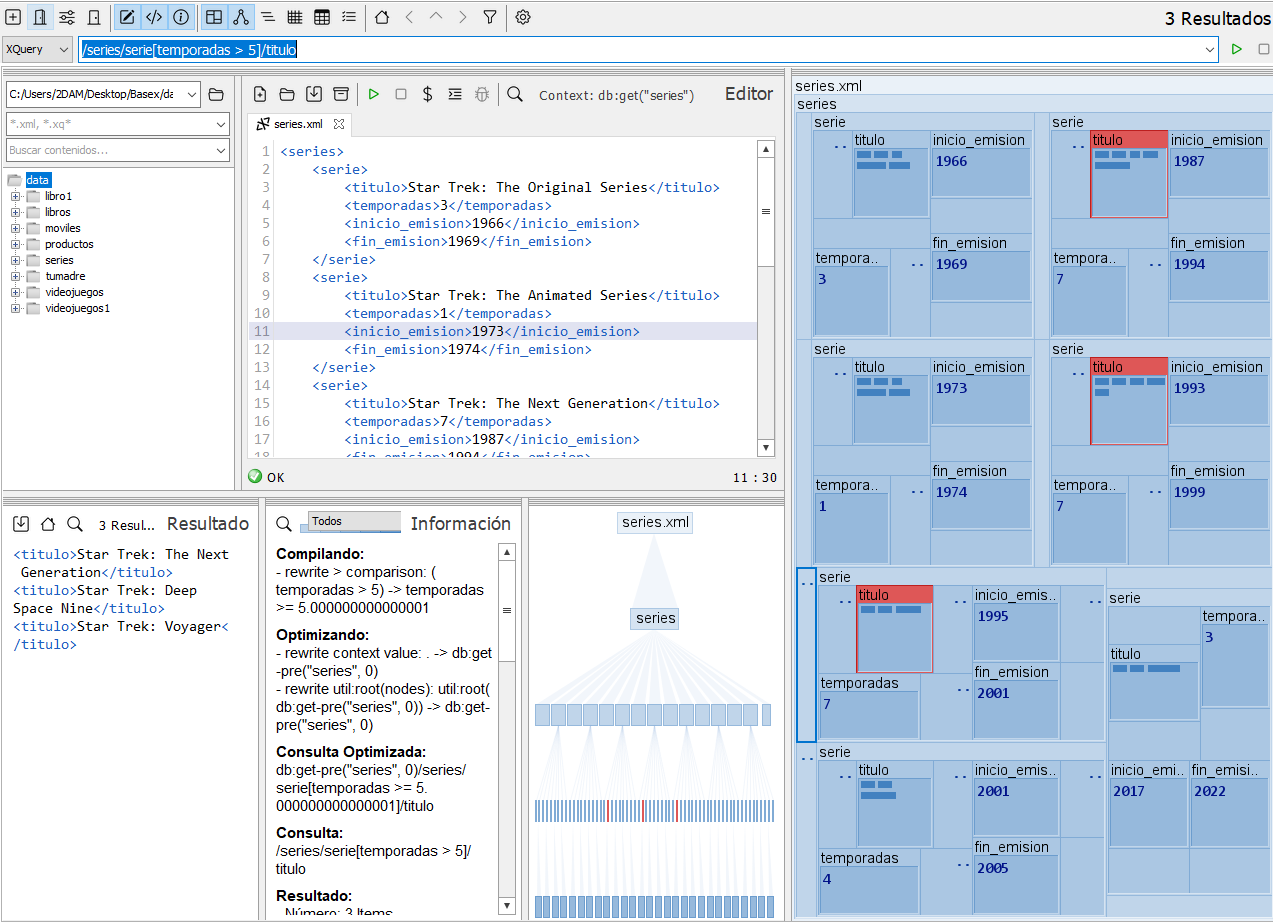 3 Resultados
XQuery
/series/serie[temporadas > 5]/titulo
C:/Users/2DAM/Desktop/Basex/da
*.xml, *.xq*
Buscar contenidos...
data
libro1
libros
moviles
productos
series
tumadre
videojuegos
videojuegos1
Context: db:get("series")
Editor
series.xml
1 <series>
2 <serie>
3 <titulo>Star Trek: The Original Series</titulo>
4 <temporadas>3</temporadas>
5 <inicio_emision>1966</inicio_emision>
6 <fin_emision>1969</fin_emision>
7 </serie>
8 <serie>
9 <titulo>Star Trek: The Animated Series</titulo>
10 <temporadas>1</temporadas>
11 <inicio_emision>1973</inicio_emision>
12 <fin_emision>1974</fin_emision>
13 </serie>
14 <serie>
15 <titulo>Star Trek: The Next Generation</titulo>
16 <temporadas>7</temporadas>
17 <inicio_emision>1987</inicio_emision>
18 <fin_emision>1994</fin_emision>
OK
11 : 30
3 Resul...
Resultado
<titulo>Star Trek: The Next
Generation</titulo>
<titulo>Star Trek: Deep
Space Nine</titulo>
<titulo>Star Trek: Voyager<
/titulo>
Todos
Información
Compilando:
- rewrite > comparison: (
temporadas > 5) -> temporadas
>= 5.000000000000001
Optimizando:
- rewrite context value: . -> db:get
-pre("series", 0)
- rewrite util:root(nodes): util:root(
db:get-pre("series", 0)) -> db:get-
pre("series", 0)
Consulta Optimizada:
db:get-pre("series", 0)/series/
serie[temporadas >= 5.
000000000000001]/titulo
Consulta:
/series/serie[temporadas > 5]/
titulo
Resultado:
- Número: 3 Items
series.xml
series
series.xml
series
serie
..
titulo
inicio_emision
1966
tempora..
3
..
fin_emision
1969
serie
..
titulo
inicio_emision
1987
tempora..
7
..
fin_emision
1994
serie
..
titulo
inicio_emision
1973
tempora..
1
..
fin_emision
1974
serie
..
titulo
inicio_emision
1993
tempora..
7
..
fin_emision
1999
..
serie
..
titulo
..
inicio_emis..
1995
..
temporadas
7
..
fin_emision
2001
serie
tempora..
3
titulo
inicio_emi..
2017
fin_emisi..
2022
..
serie
..
titulo
..
inicio_emis..
2001
..
temporadas
4
..
fin_emision
2005